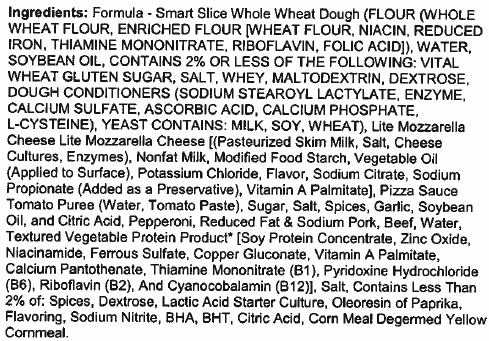 Ingredients: Formula - Smart Slice Whole Wheat Dough (FLOUR (WHOLE
WHEAT FLOUR, ENRICHED FLOUR [WHEAT FLOUR, NIACIN, REDUCED
IRON, THIAMINE MONONITRATE, RIBOFLAVIN, FOLIC ACID]), WATER,
SOYBEAN OIL, CONTAINS 2% OR LESS OF THE FOLLOWING: VITAL
WHEAT GLUTEN SUGAR, SALT, WHEY, MALTODEXTRIN, DEXTROSE,
DOUGH CONDITIONERS (SODIUM STEAROYL LACTYLATE, ENZYME,
CALCIUM SULFATE, ASCORBIC ACID, CALCIUM PHOSPHATE,
L-CYSTEINE), YEAST CONTAINS: MILK, SOY, WHEAT), Lite Mozzarella
Cheese Lite Mozzarella Cheese [(Pasteurized Skim Milk, Salt, Cheese
Cultures, Enzymes), Nonfat Milk, Modified Food Starch, Vegetable Oil
(Applied to Surface), Potassium Chloride, Flavor, Sodium Citrate, Sodium
Propionate (Added as a Preservative), Vitamin A Palmitate], Pizza Sauce
Tomato Puree (Water, Tomato Paste), Sugar, Salt, Spices, Garlic, Soybean
Oil, and Citric Acid, Pepperoni, Reduced Fat & Sodium Pork, Beef, Water,
Textured Vegetable Protein Product* [Soy Protein Concentrate, Zinc Oxide,
Niacinamide, Ferrous Sulfate, Copper Gluconate, Vitamin A Palmitate,
Calcium Pantothenate, Thiamine Mononitrate (B1), Pyridoxine Hydrochloride
(B6), Riboflavin (B2), And Cyanocobalamin (B12)], Salt, Contains Less Than
2% of: Spices, Dextrose, Lactic Acid Starter Culture, Oleoresin of Paprika,
Flavoring, Sodium Nitrite, BHA, BHT, Citric Acid, Corn Meal Degermed Yellow
Cornmeal.